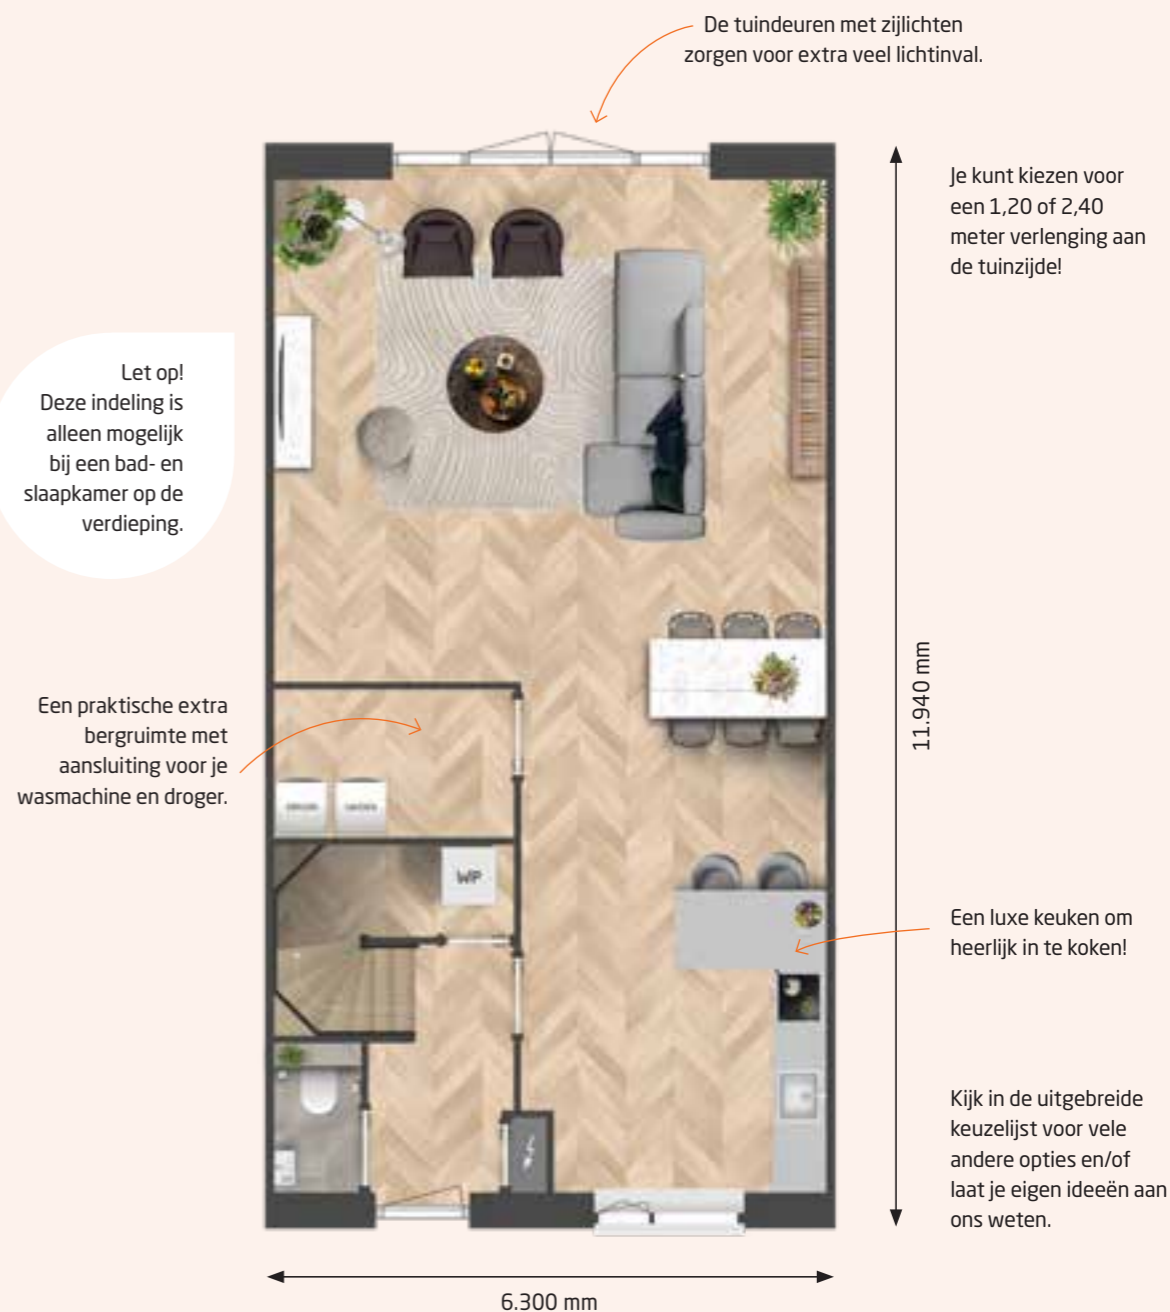 De tuindeuren met zijlichten
zorgen voor extra veel lichtinval.
Je kunt kiezen voor
een 1,20 of 2,40
meter verlenging aan
de tuinzijde!
Let op!
Deze indeling is
alleen mogelijk
bij een bad- en
slaapkamer op de
verdieping.
11.940 mm
Een praktische extra
bergruimte met
aansluiting voor je
wasmachine en droger.
WP
Een luxe keuken om
heerlijk in te koken!
Kijk in de uitgebreide
keuzelijst voor vele
andere opties en/of
laat je eigen ideeën aan
ons weten.
6.300 mm